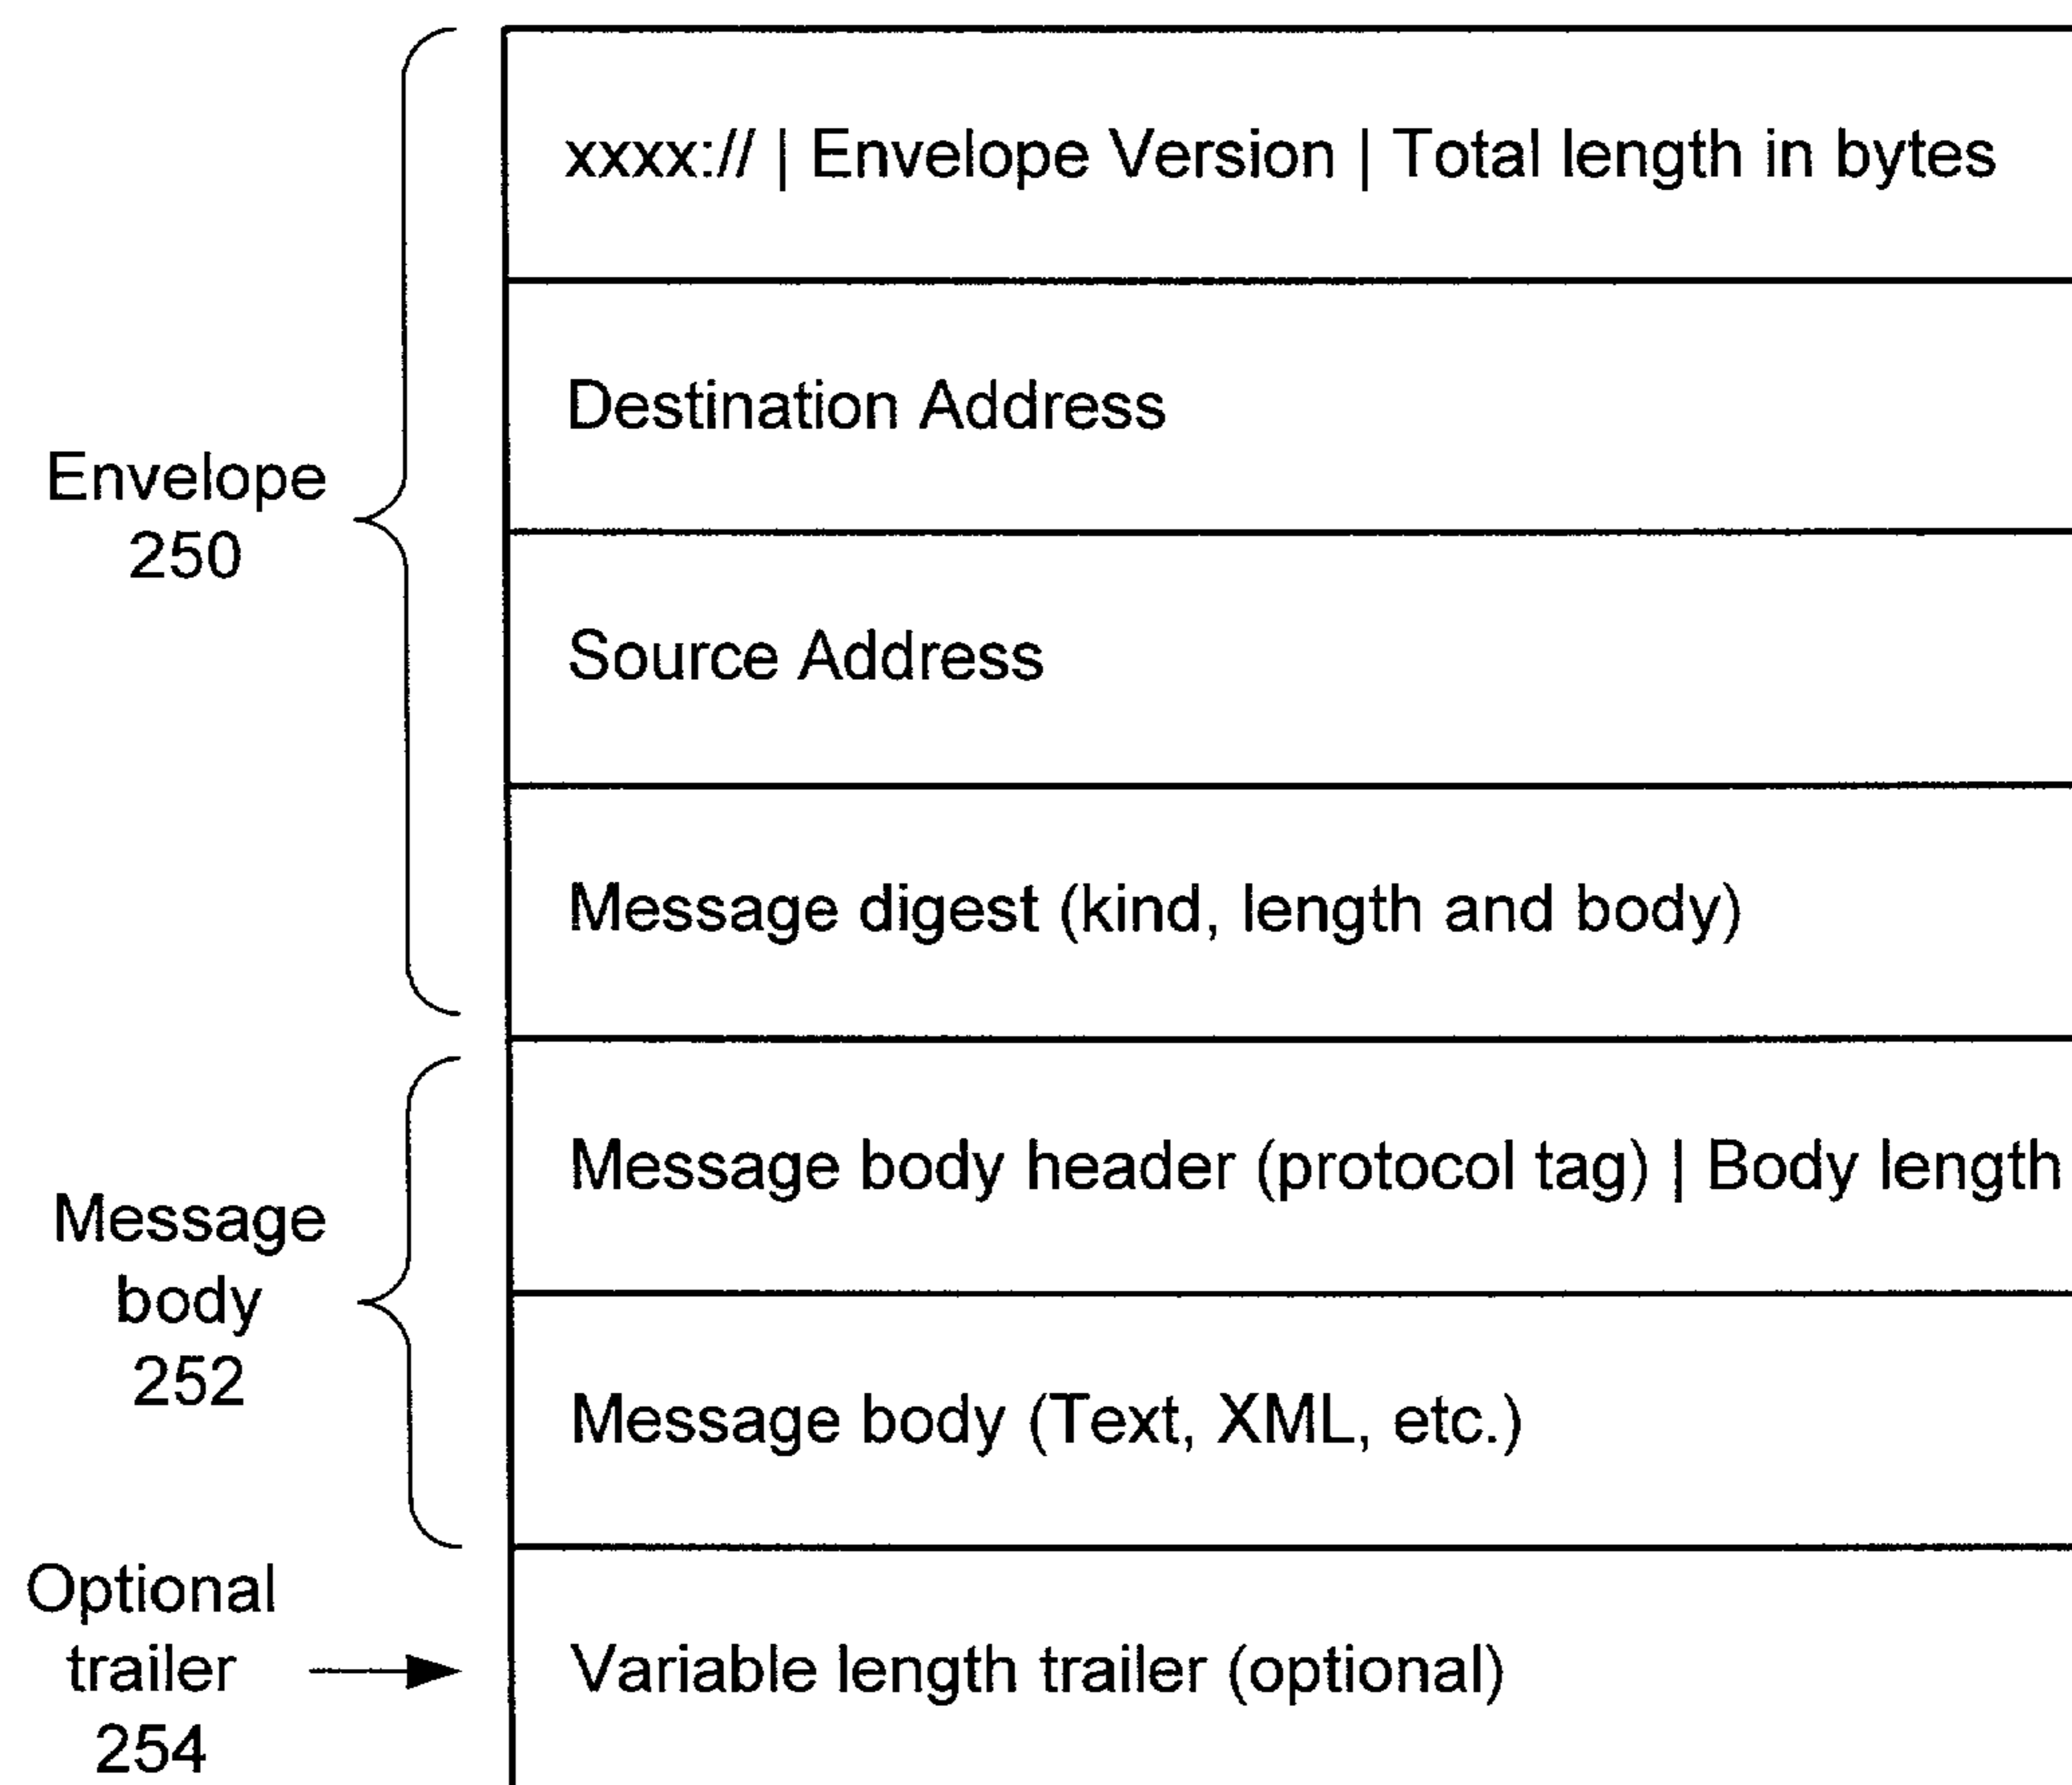 xxxx:// | Envelope Version | Total length in bytes
Destination Address
Envelope
250
Source Address
Message digest (kind, length and body)
Message body header (protocol tag) | Body length
Message
body
252
Message body (Text, XML, etc.)
Optional
trailer
254
Variable length trailer (optional)